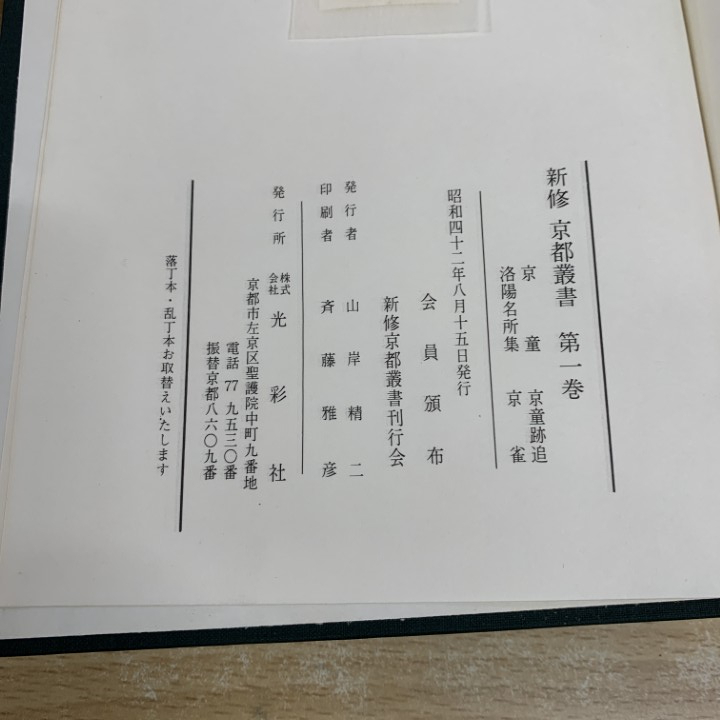 新修 京都叢書 第一巻
京童 京童跡追
洛陽名所集 京雀
昭和四十二年八月十五日発行
会員頒布
新修京都叢書刊行会
発行者 山岸精二
印刷者 斉藤雅彦
発行所 株式会社 光彩社
京都市左京区聖護院中町九番地
電話 77 九五三〇番
振替京都八六〇九番
落丁本・乱丁本お取替えいたします